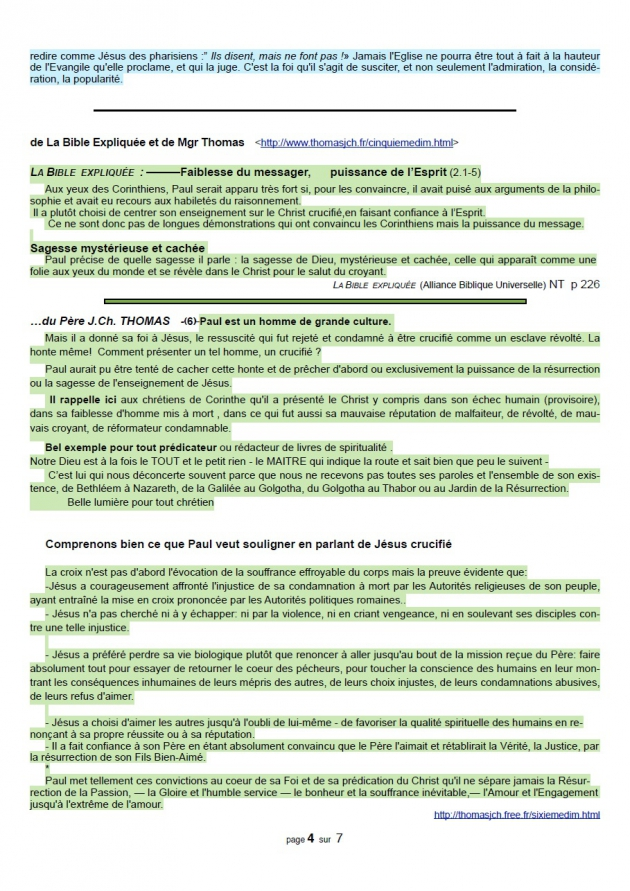 redire comme Jésus des pharisiens :" Ils disent, mais ne font pas !» Jamais l'Eglise ne pourra être tout à fait à la hauteur
de l'Evangile qu'elle proclame, et qui la juge. C'est la foi qu'il s'agit de susciter, et non seulement l'admiration, la considé-
ration, la popularité.
de La Bible Expliquée et de Mgr Thomas <http://www.thomasjch.fr/cinquiemedim.html>
LA BIBLE EXPLIQUÉE : ———Faiblesse du messager, puissance de l'Esprit (2.1-5)
Aux yeux des Corinthiens, Paul serait apparu très fort si, pour les convaincre, il avait puisé aux arguments de la philo-
sophie et avait eu recours aux habiletés du raisonnement.
Il a plutôt choisi de centrer son enseignement sur le Christ crucifié,en faisant confiance à l'Esprit.
Ce ne sont donc pas de longues démonstrations qui ont convaincu les Corinthiens mais la puissance du message.
Sagesse mystérieuse et cachée
Paul précise de quelle sagesse il parle : la sagesse de Dieu, mystérieuse et cachée, celle qui apparaît comme une
folie aux yeux du monde et se révèle dans le Christ pour le salut du croyant.
LA BIBLE EXPLIQUÉE (Alliance Biblique Universelle) NT p 226
…du Père J.Ch. THOMAS -(6)-Paul est un homme de grande culture.
Mais il a donné sa foi à Jésus, le ressuscité qui fut rejeté et condamné à être crucifié comme un esclave révolté. La
honte même! Comment présenter un tel homme, un crucifié ?
Paul aurait pu être tenté de cacher cette honte et de prêcher d'abord ou exclusivement la puissance de la résurrection
ou la sagesse de l'enseignement de Jésus.
Il rappelle ici aux chrétiens de Corinthe qu'il a présenté le Christ y compris dans son échec humain (provisoire),
dans sa faiblesse d'homme mis à mort , dans ce qui fut aussi sa mauvaise réputation de malfaiteur, de révolté, de mau-
vais croyant, de réformateur condamnable.
Bel exemple pour tout prédicateur ou rédacteur de livres de spiritualité .
Notre Dieu est à la fois le TOUT et le petit rien - le MAITRE qui indique la route et sait bien que peu le suivent -
C'est lui qui nous déconcerte souvent parce que nous ne recevons pas toutes ses paroles et l'ensemble de son exis-
tence, de Bethléem à Nazareth, de la Galilée au Golgotha, du Golgotha au Thabor ou au Jardin de la Résurrection.
Belle lumière pour tout chrétien
Comprenons bien ce que Paul veut souligner en parlant de Jésus crucifié
La croix n'est pas d'abord l'évocation de la souffrance effroyable du corps mais la preuve évidente que:
-Jésus a courageusement affronté l'injustice de sa condamnation à mort par les Autorités religieuses de son peuple,
ayant entraîné la mise en croix prononcée par les Autorités politiques romaines..
- Jésus n'a pas cherché ni à y échapper: ni par la violence, ni en criant vengeance, ni en soulevant ses disciples con-
tre une telle injustice.
- Jésus a préféré perdre sa vie biologique plutôt que renoncer à aller jusqu'au bout de la mission reçue du Père: faire
absolument tout pour essayer de retourner le coeur des pécheurs, pour toucher la conscience des humains en leur mon-
trant les conséquences inhumaines de leurs mépris des autres, de leurs choix injustes, de leurs condamnations abusives,
de leurs refus d'aimer.
- Jésus a choisi d'aimer les autres jusqu'à l'oubli de lui-même - de favoriser la qualité spirituelle des humains en re-
nonçant à sa propre réussite ou à sa réputation.
- Il a fait confiance à son Père en étant absolument convaincu que le Père l'aimait et rétablirait la Vérité, la Justice, par
la résurrection de son Fils Bien-Aimé.
*
Paul met tellement ces convictions au coeur de sa Foi et de sa prédication du Christ qu'il ne sépare jamais la Résur-
rection de la Passion, — la Gloire et l'humble service — le bonheur et la souffrance inévitable,— l'Amour et l'Engagement
jusqu'à l'extrême de l'amour.
http://thomasjch.free.fr/sixiemedim.html
page 4 sur 7